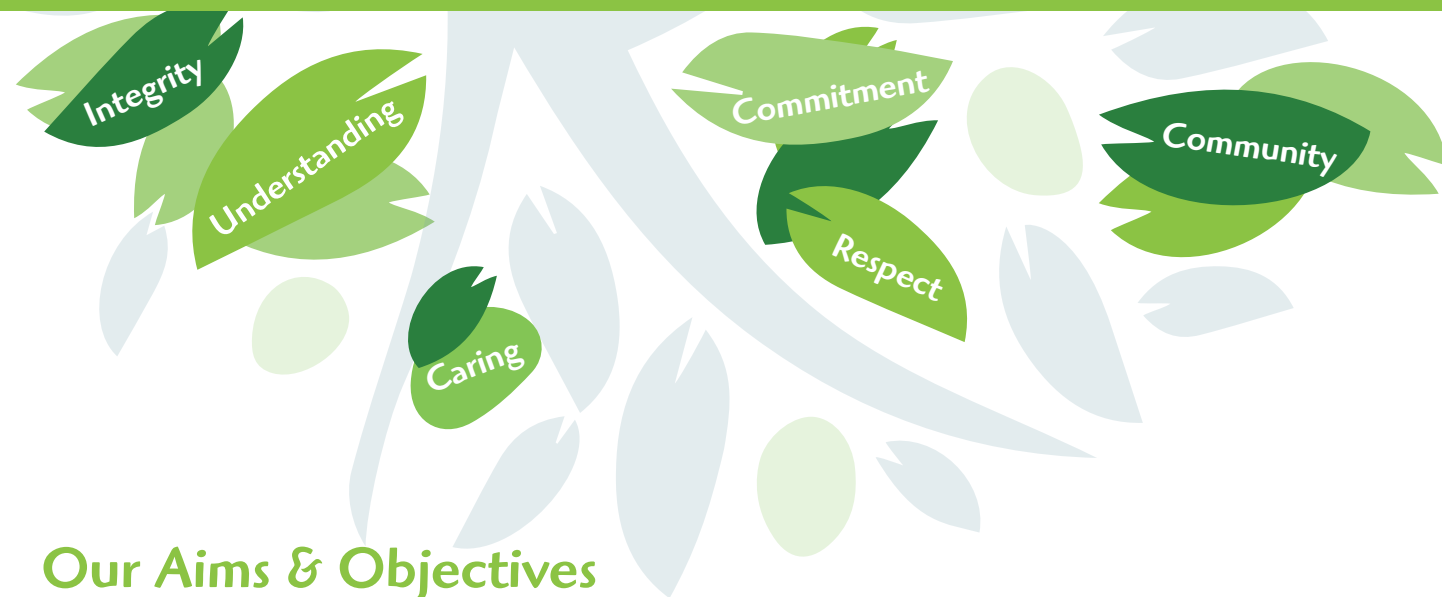 Integrity
Understanding
Caring
Commitment
Respect
Community
Our Aims & Objectives